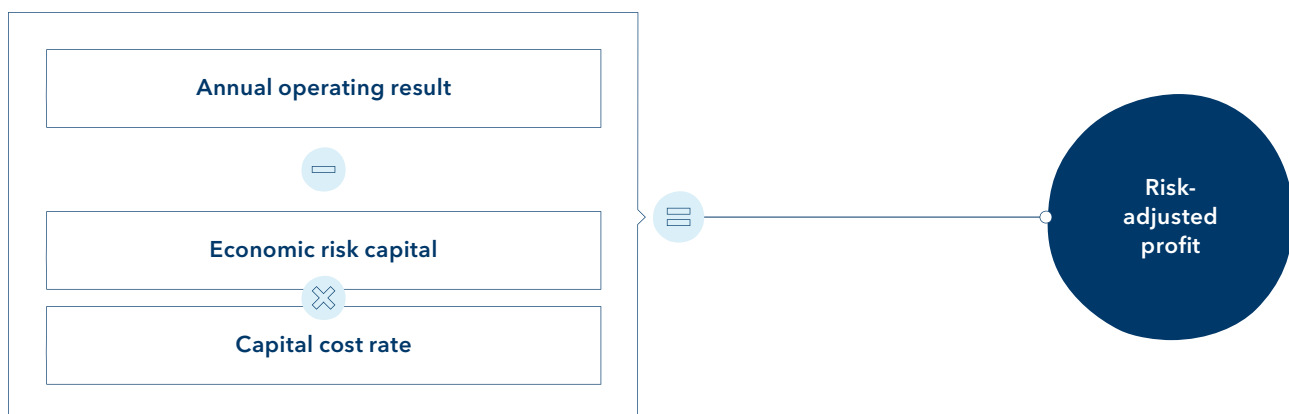 Annual operating result
Economic risk capital
Capital cost rate
Risk-
adjusted
profit